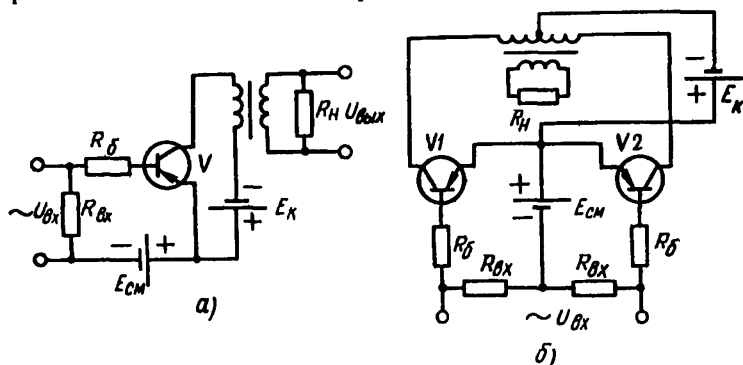 R_б
V
R_н U_вых
~U_вх R_вх
- +
E_см
-
+
E_к
а)
-
+
E_к
R_н
V1
V2
+
-
E_см
R_б
R_б
R_вх
R_вх
~U_вх
б)